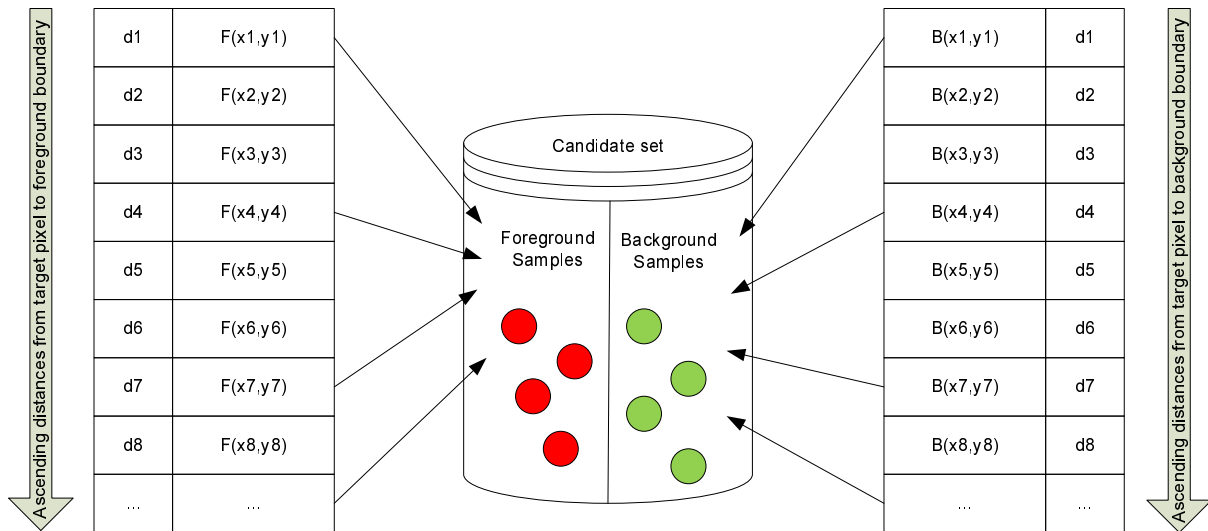 Ascending distances from target pixel to foreground boundary
d1 F(x1,y1)
d2 F(x2,y2)
d3 F(x3,y3)
d4 F(x4,y4)
d5 F(x5,y5)
d6 F(x6,y6)
d7 F(x7,y7)
d8 F(x8,y8)
... ...
Candidate set
Foreground
Samples
Background
Samples
B(x1,y1) d1
B(x2,y2) d2
B(x3,y3) d3
B(x4,y4) d4
B(x5,y5) d5
B(x6,y6) d6
B(x7,y7) d7
B(x8,y8) d8
... ...
Ascending distances from target pixel to background boundary